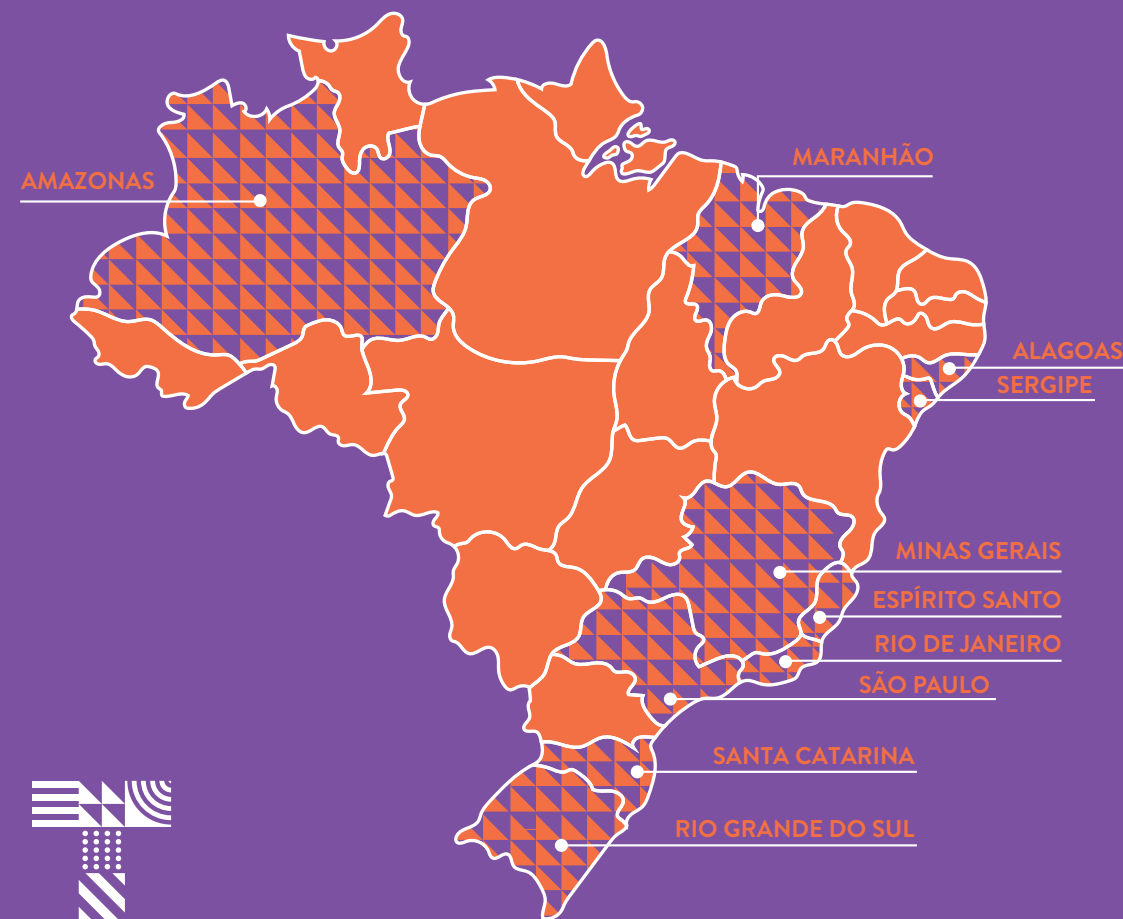 MARANHÃO
AMAZONAS
ALAGOAS
SERGIPE
MINAS GERAIS
ESPÍRITO SANTO
RIO DE JANEIRO
SÃO PAULO
SANTA CATARINA
RIO GRANDE DO SUL